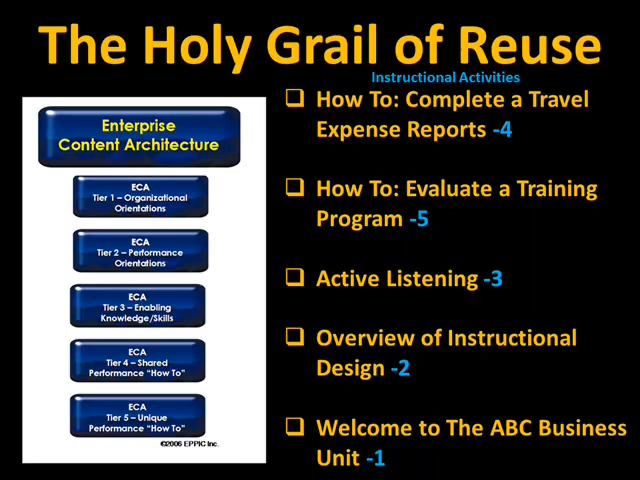 The Holy Grail of Reuse
Instructional Activities
Enterprise
Content Architecture
ECA
Tier 1 – Organizational
Orientations
ECA
Tier 2 – Performance
Orientations
ECA
Tier 3 – Enabling
Knowledge/Skills
ECA
Tier 4 – Shared
Performance "How To"
ECA
Tier 5 – Unique
Performance "How To"
©2006 EPPIC Inc.
How To: Complete a Travel
Expense Reports -4
How To: Evaluate a Training
Program -5
Active Listening -3
Overview of Instructional
Design -2
Welcome to The ABC Business
Unit -1